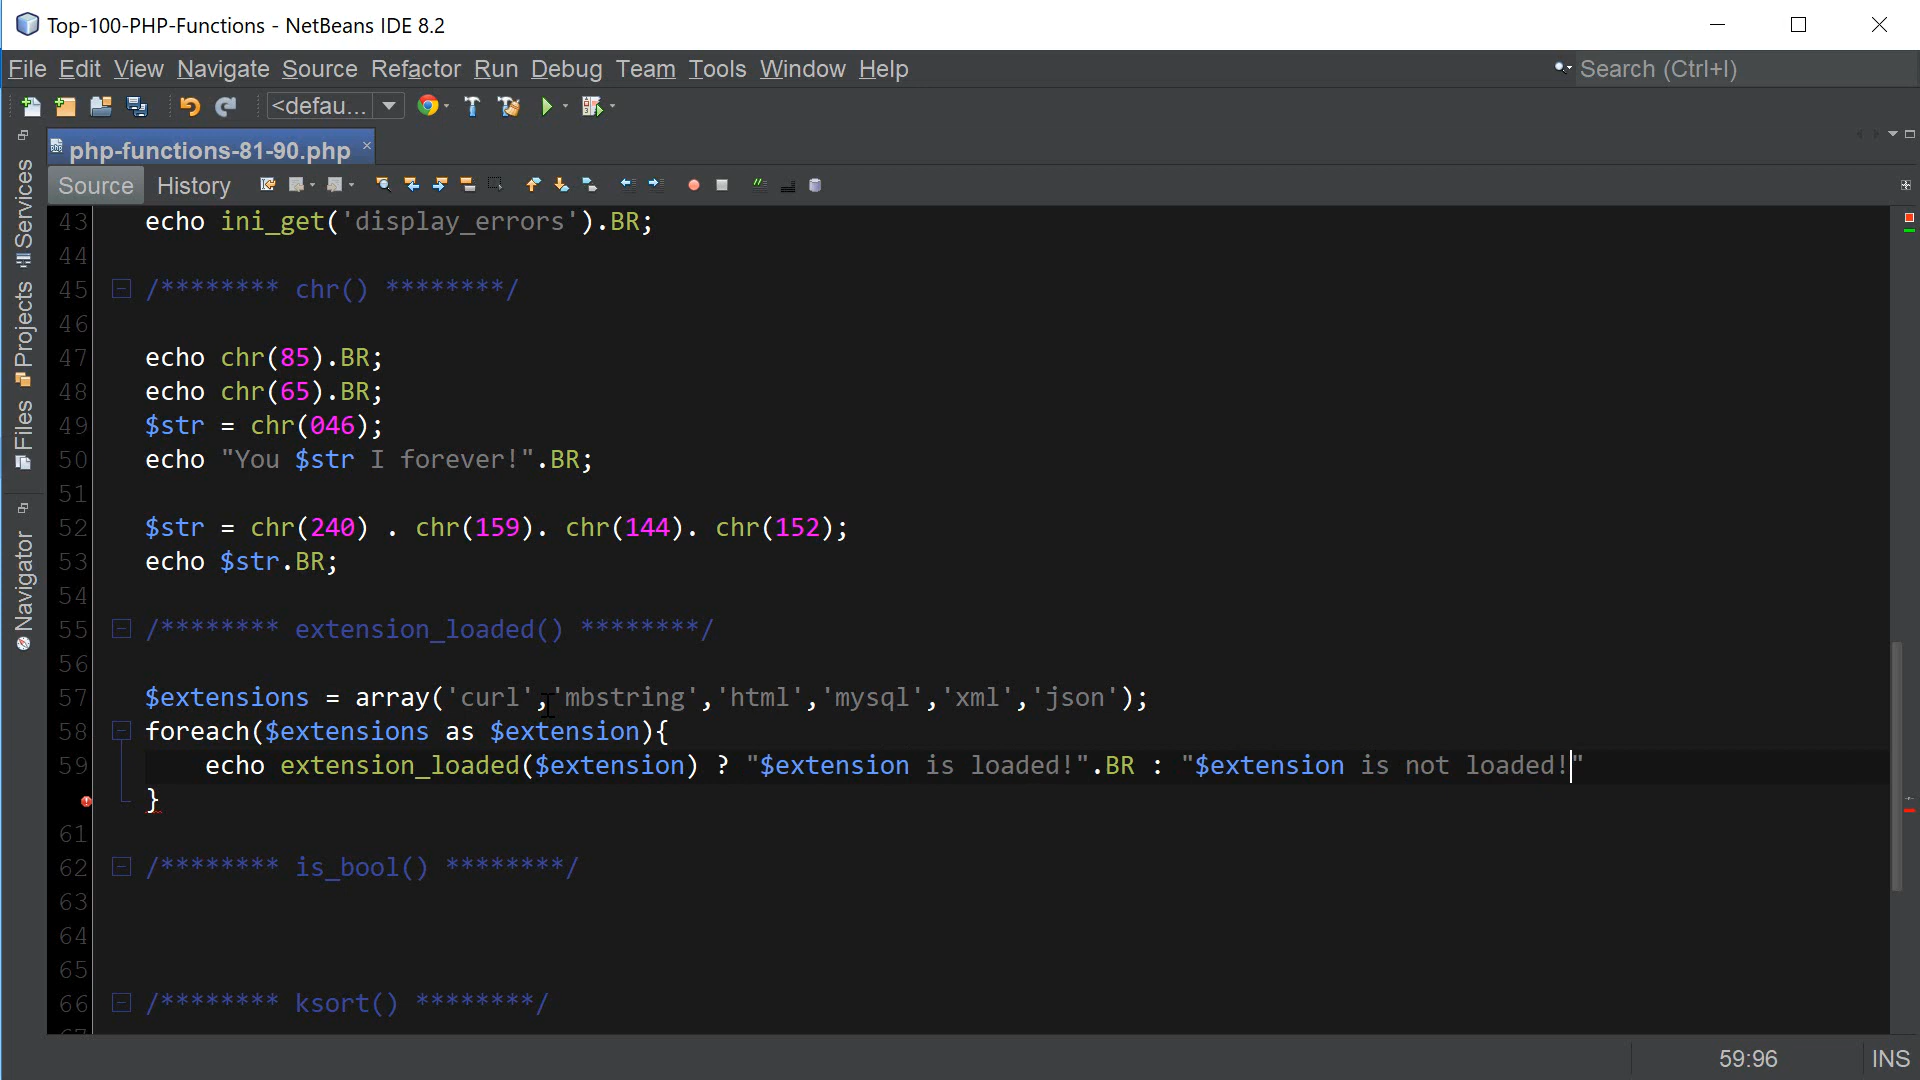 Top-100-PHP-Functions - NetBeans IDE 8.2
File Edit View Navigate Source Refactor Run Debug Team Tools Window Help
Search (Ctrl+I)
<defau...
php-functions-81-90.php
Source History
Services
Projects
Files
Navigator
43 echo ini_get('display_errors').BR;
44
45 /******** chr() ********/
46
47 echo chr(85).BR;
48 echo chr(65).BR;
49 $str = chr(046);
50 echo "You $str I forever!".BR;
51
52 $str = chr(240) . chr(159). chr(144). chr(152);
53 echo $str.BR;
54
55 /******** extension_loaded() ********/
56
57 $extensions = array('curl','mbstring','html','mysql','xml','json');
58 foreach($extensions as $extension){
59 echo extension_loaded($extension) ? "$extension is loaded!".BR : "$extension is not loaded!"
}
61
62 /******** is_bool() ********/
63
64
65
66 /******** ksort() ********/
67
59:96 INS